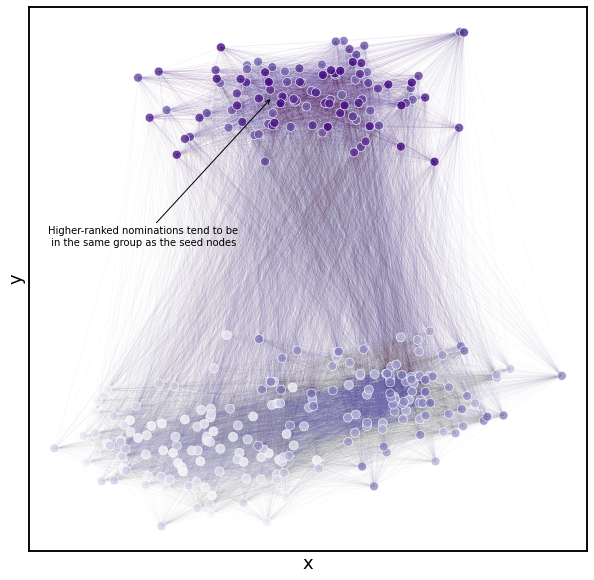 Higher-ranked nominations tend to be
in the same group as the seed nodes
y
x